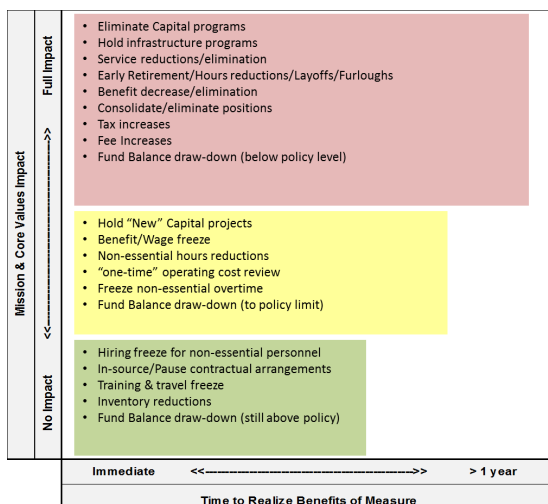 Mission & Core Values Impact
Full Impact
<<-------------------->>
No Impact
• Eliminate Capital programs
• Hold infrastructure programs
• Service reductions/elimination
• Early Retirement/Hours reductions/Layoffs/Furloughs
• Benefit decrease/elimination
• Consolidate/eliminate positions
• Tax increases
• Fee Increases
• Fund Balance draw-down (below policy level)
• Hold “New” Capital projects
• Benefit/Wage freeze
• Non-essential hours reductions
• “one-time” operating cost review
• Freeze non-essential overtime
• Fund Balance draw-down (to policy limit)
• Hiring freeze for non-essential personnel
• In-source/Pause contractual arrangements
• Training & travel freeze
• Inventory reductions
• Fund Balance draw-down (still above policy)
Immediate <<-------------------->> > 1 year
Time to Realize Benefits of Measure